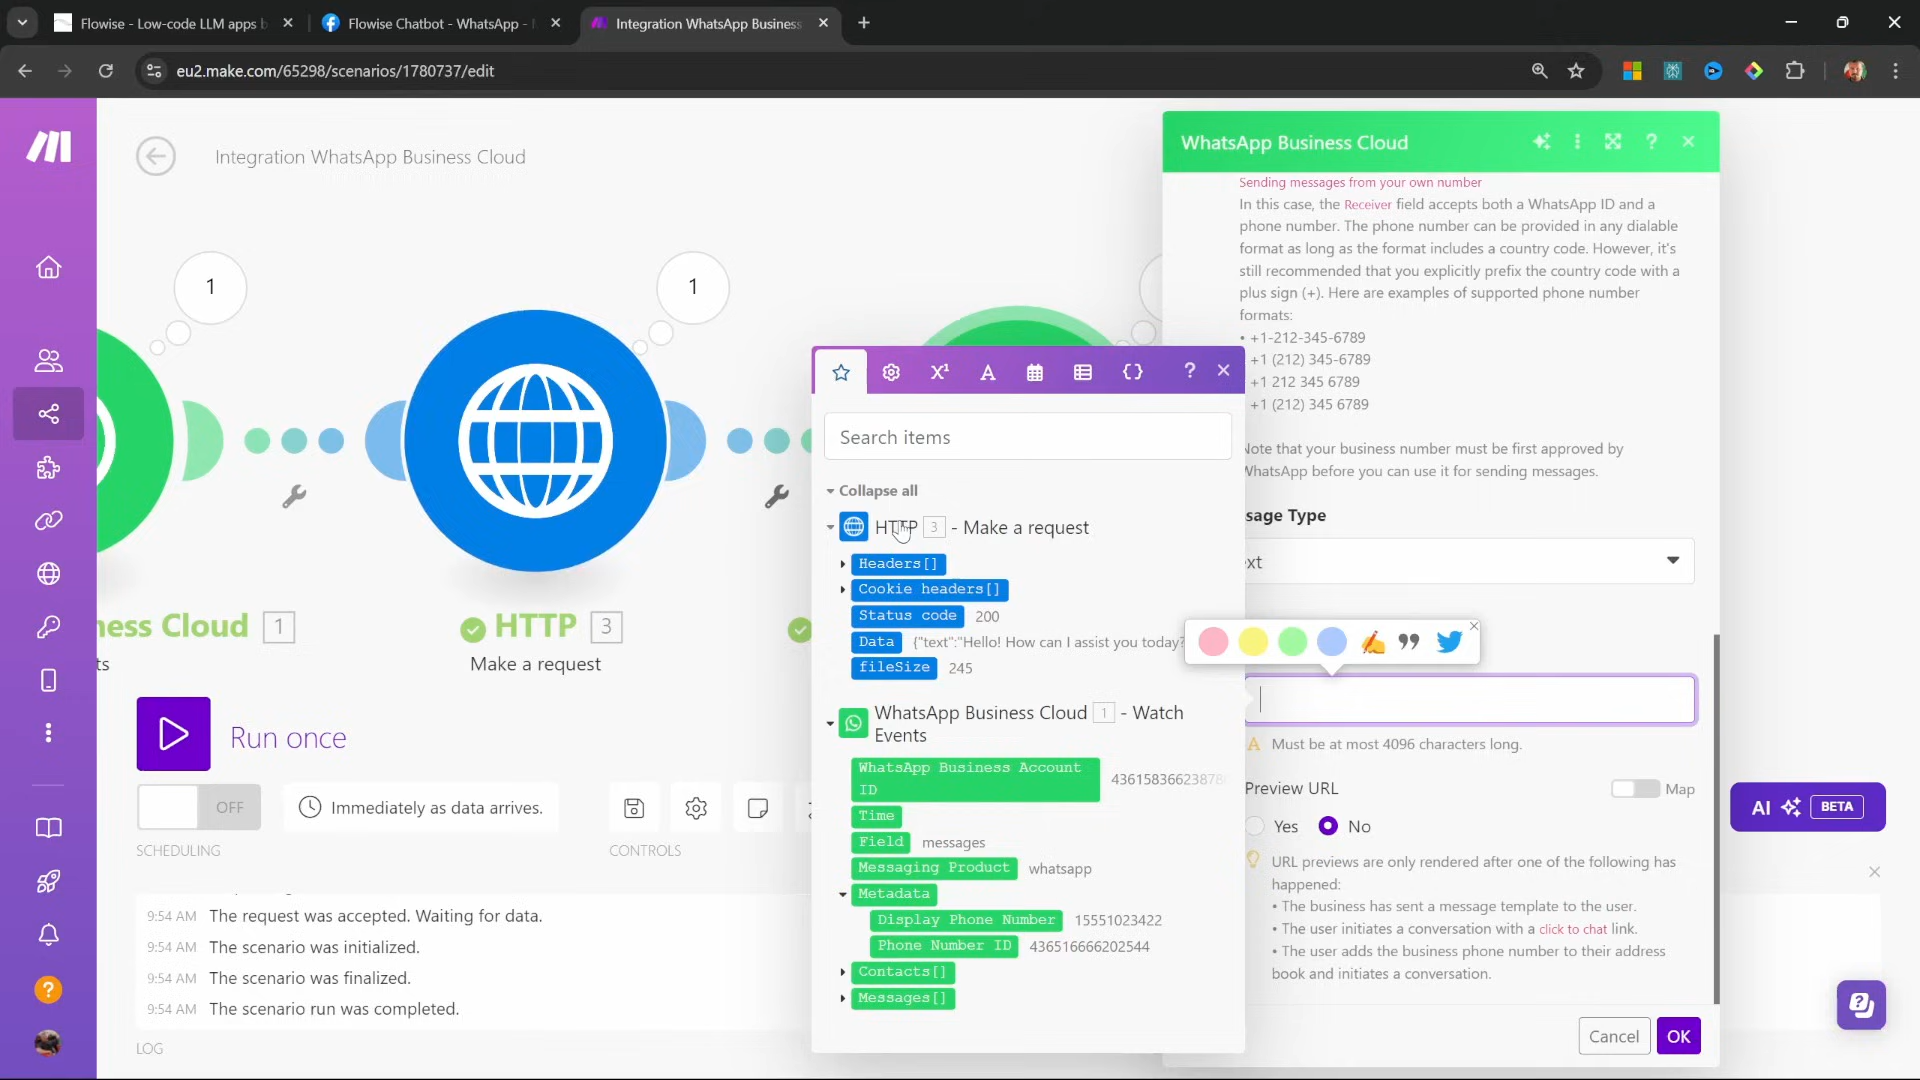 Flowise - Low-code LLM apps b
Flowise Chatbot - WhatsApp -
Integration WhatsApp Business
eu2.make.com/65298/scenarios/1780737/edit
Integration WhatsApp Business Cloud
WhatsApp Business Cloud
Sending messages from your own number
In this case, the Receiver field accepts both a WhatsApp ID and a
phone number. The phone number can be provided in any dialable
format as long as the format includes a country code. However, it's
still recommended that you explicitly prefix the country code with a
plus sign (+). Here are examples of supported phone number
formats:
• +1-212-345-6789
+1 (212) 345-6789
+1 212 345 6789
+1 (212) 345 6789
Note that your business number must be first approved by
WhatsApp before you can use it for sending messages.
sage Type
ext
Must be at most 4096 characters long.
Preview URL
Map
Yes
No
URL previews are only rendered after one of the following has
happened:
• The business has sent a message template to the user.
• The user initiates a conversation with a click to chat link.
• The user adds the business phone number to their address
book and initiates a conversation.
Cancel
OK
1
1
ness Cloud 1
ts
HTTP 3
Make a request
Search items
Collapse all
HTTP 3 - Make a request
Headers[]
Cookie headers[]
Status code 200
Data {"text":"Hello! How can I assist you today?
fileSize 245
WhatsApp Business Cloud 1 - Watch
Events
WhatsApp Business Account
ID
Time
Field messages
Messaging Product whatsapp
Metadata
Display Phone Number 15551023422
Phone Number ID 436516666202544
Contacts[]
Messages[]
Run once
OFF
Immediately as data arrives.
SCHEDULING
CONTROLS
9:54 AM The request was accepted. Waiting for data.
9:54 AM The scenario was initialized.
9:54 AM The scenario was finalized.
9:54 AM The scenario run was completed.
LOG
AI BETA